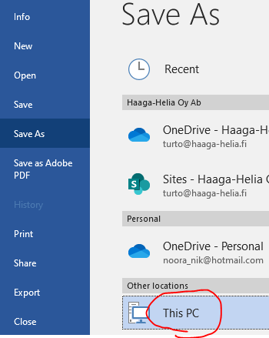 Info
New
Open
Save
Save As
Save as Adobe
PDF
History
Print
Share
Export
Close
Save As
Recent
Haaga-Helia Oy Ab
OneDrive - Haaga-H
turto@haaga-helia.fi
Sites - Haaga-Helia O
turto@haaga-helia.fi
Personal
OneDrive - Personal
noora_nik@hotmail.com
Other locations
This PC